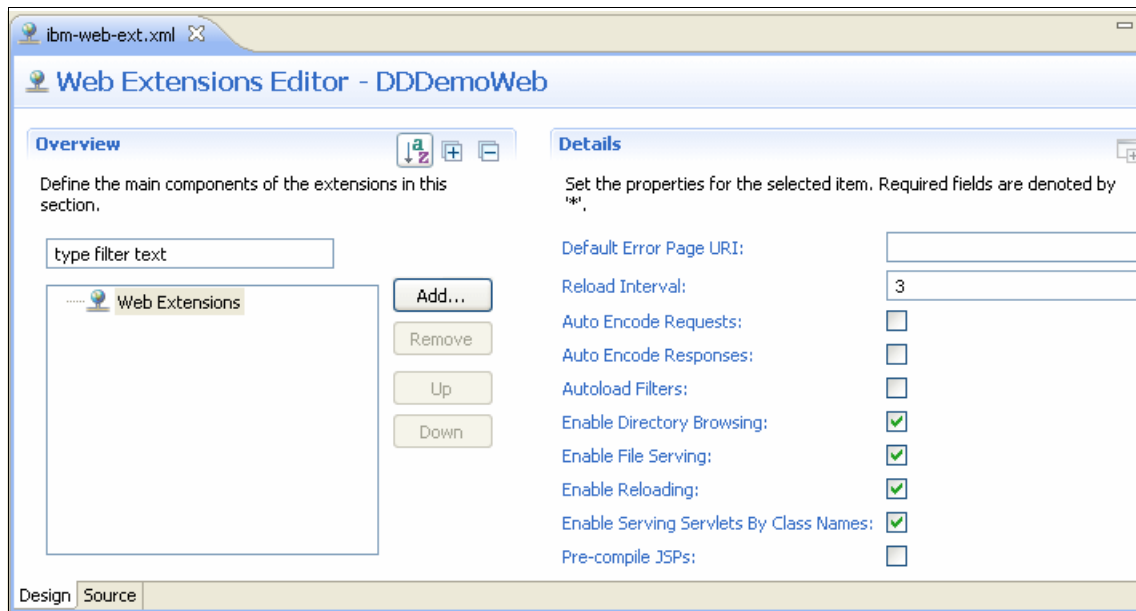 ibm-web-ext.xml
Web Extensions Editor - DDDemoWeb
Overview
Define the main components of the extensions in this
section.
type filter text
Web Extensions
Add...
Remove
Up
Down
Details
Set the properties for the selected item. Required fields are denoted by
'*'.
Default Error Page URI:
Reload Interval: 3
Auto Encode Requests:
Auto Encode Responses:
Autoload Filters:
Enable Directory Browsing:
Enable File Serving:
Enable Reloading:
Enable Serving Servlets By Class Names:
Pre-compile JSPs:
Design Source